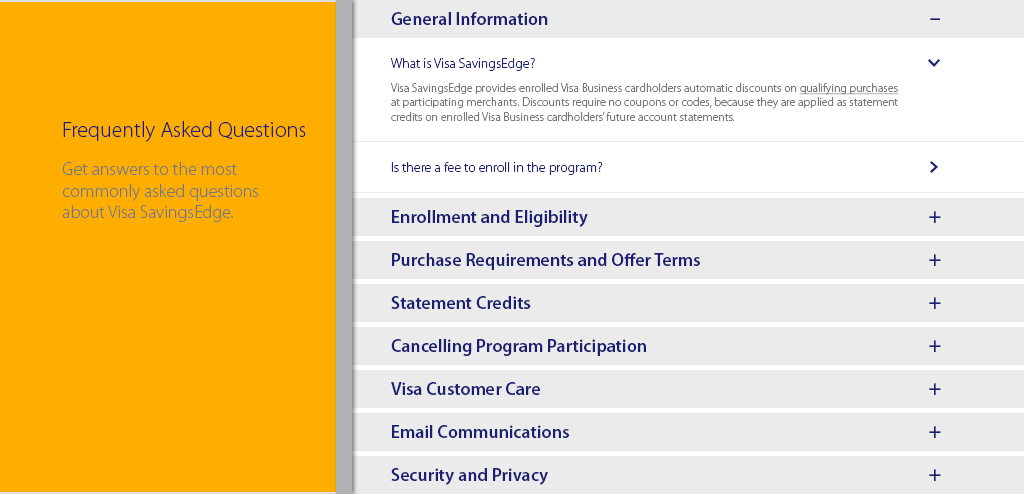 Frequently Asked Questions
Get answers to the most
commonly asked questions
about Visa SavingsEdge.
General Information
What is Visa SavingsEdge?
Visa SavingsEdge provides enrolled Visa Business cardholders automatic discounts on qualifying purchases
at participating merchants. Discounts require no coupons or codes, because they are applied as statement
credits on enrolled Visa Business cardholders' future account statements.
Is there a fee to enroll in the program?
Enrollment and Eligibility
Purchase Requirements and Offer Terms
Statement Credits
Cancelling Program Participation
Visa Customer Care
Email Communications
Security and Privacy